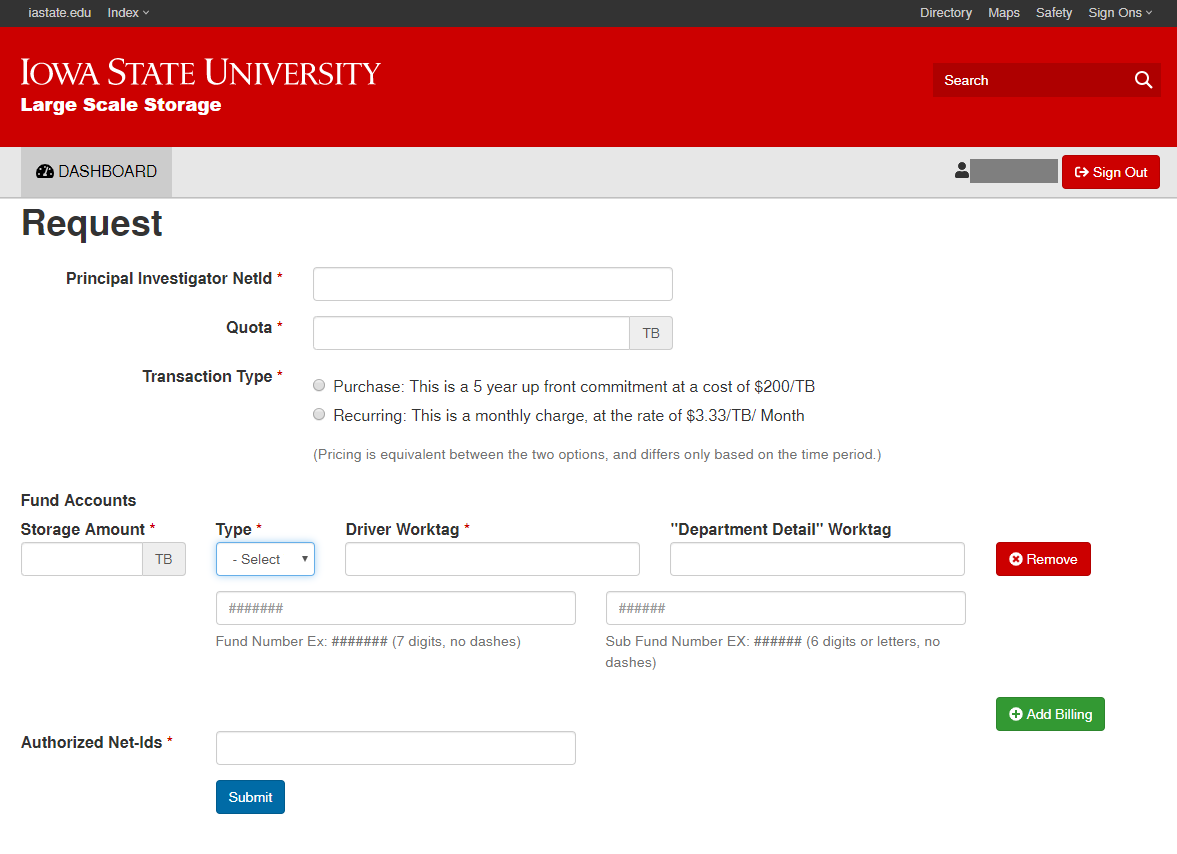 iastate.edu Index Directory Maps Safety Sign Ons
IOWA STATE UNIVERSITY
Large Scale Storage
Search
DASHBOARD Sign Out
Request
Principal Investigator NetId *
Quota * TB
Transaction Type *
Purchase: This is a 5 year up front commitment at a cost of $200/TB
Recurring: This is a monthly charge, at the rate of $3.33/TB/ Month
(Pricing is equivalent between the two options, and differs only based on the time period.)
Fund Accounts
Storage Amount * Type * Driver Worktag * "Department Detail" Worktag
TB - Select Remove
####### ######
Fund Number Ex: ####### (7 digits, no dashes) Sub Fund Number EX: ###### (6 digits or letters, no
dashes)
Add Billing
Authorized Net-Ids *
Submit